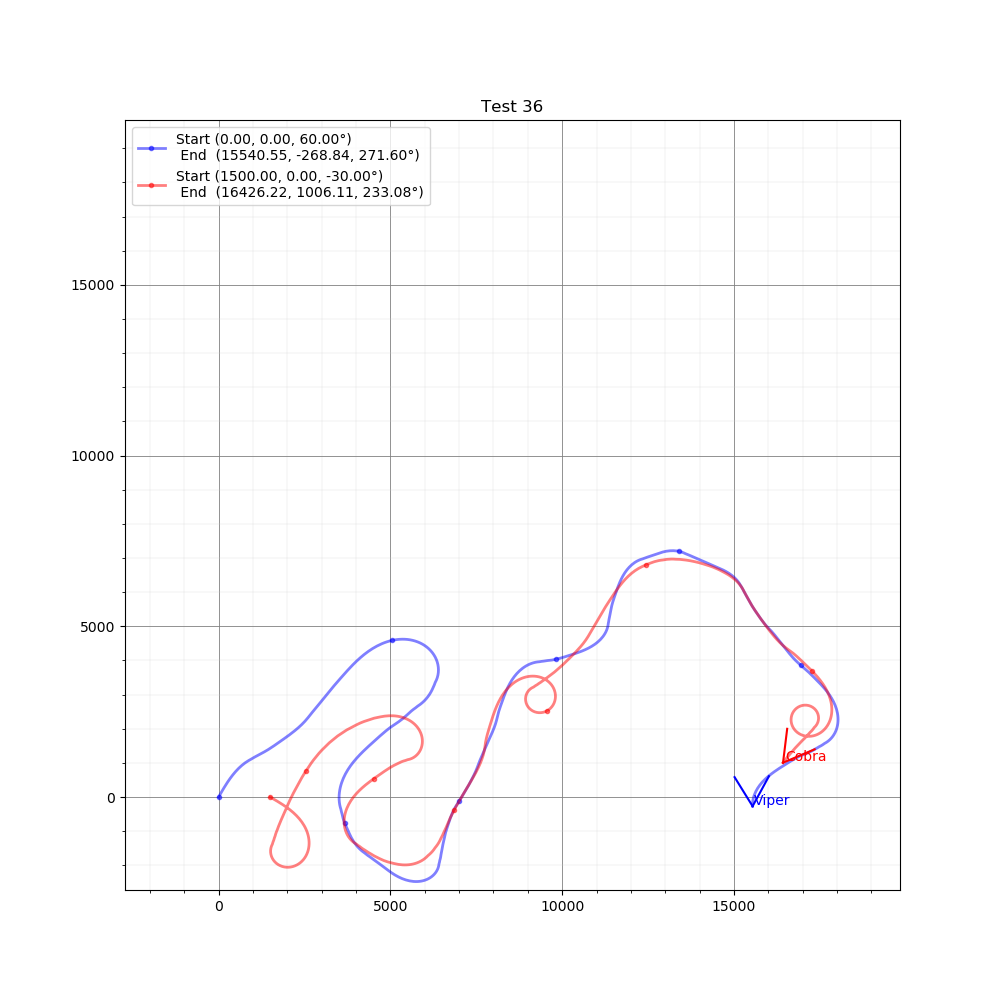 Test 36
Start (0.00, 0.00, 60.00°)
End  (15540.55, -268.84, 271.60°)
Start (1500.00, 0.00, -30.00°)
End  (16426.22, 1006.11, 233.08°)
15000
10000
5000
0
Cobra
Viper
0 5000 10000 15000